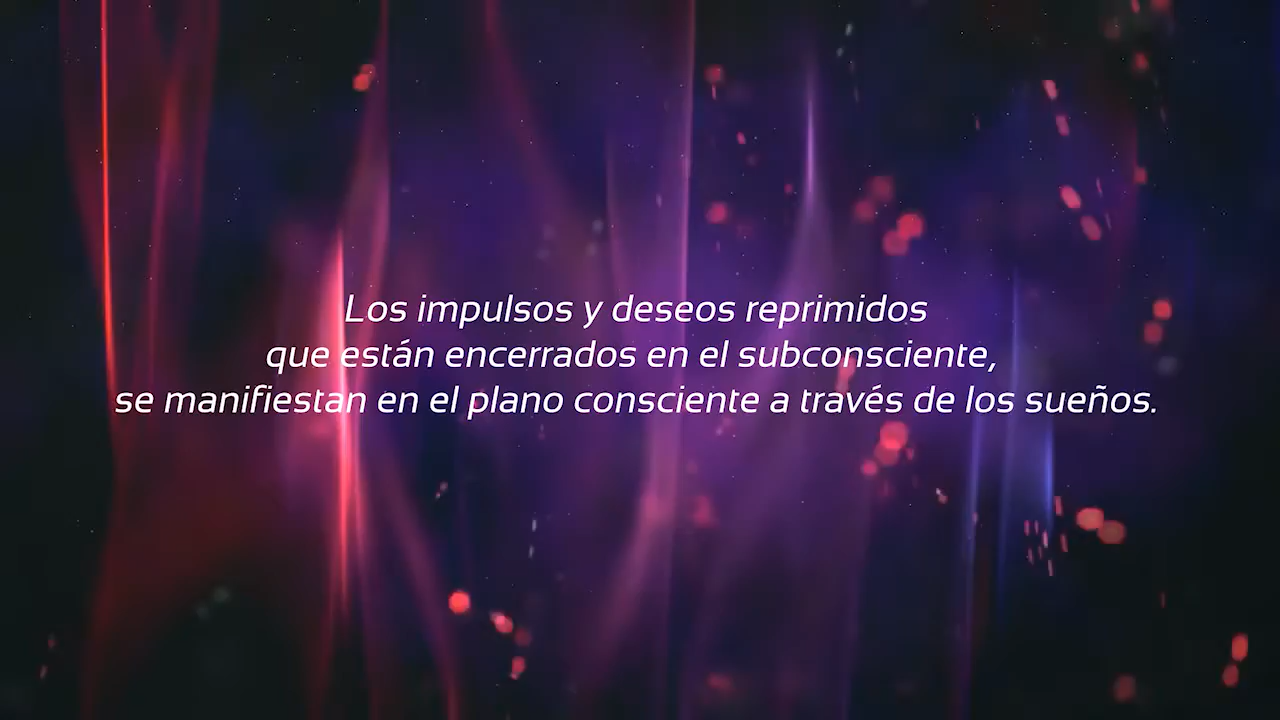 Los impulsos y deseos reprimidos
que están encerrados en el subconsciente,
se manifiestan en el plano consciente a través de los sueños.